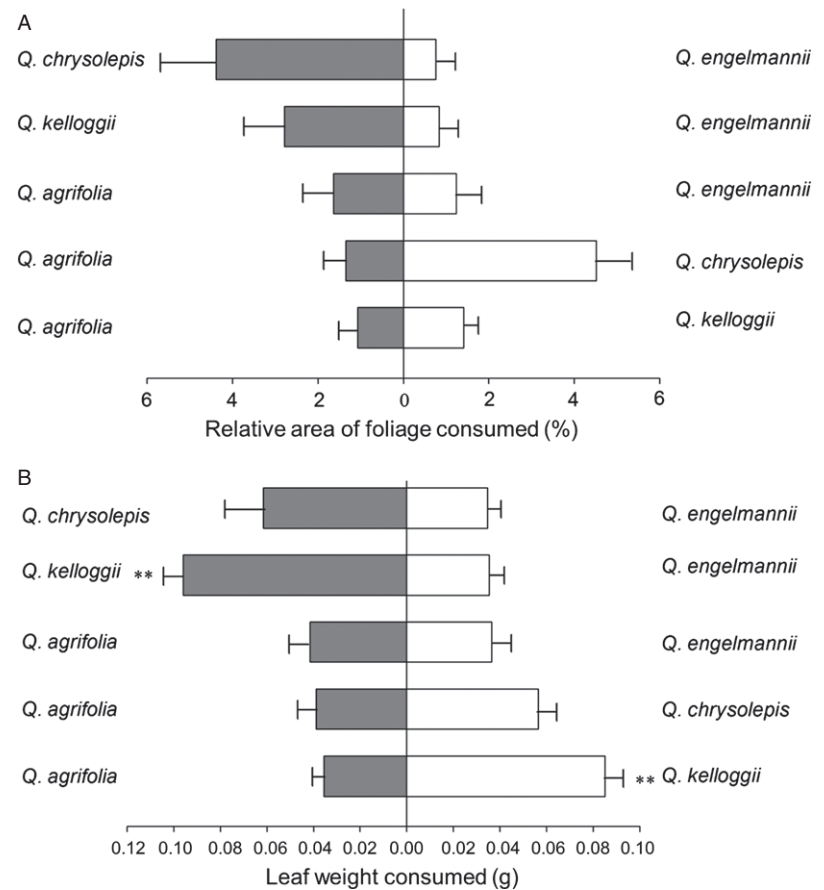 A
Q. chrysolepis Q. engelmannii
Q. kelloggii Q. engelmannii
Q. agrifolia Q. engelmannii
Q. agrifolia Q. chrysolepis
Q. agrifolia Q. kelloggii
6 4 2 0 2 4 6
Relative area of foliage consumed (%)
B
Q. chrysolepis Q. engelmannii
Q. kelloggii ** Q. engelmannii
Q. agrifolia Q. engelmannii
Q. agrifolia Q. chrysolepis
Q. agrifolia ** Q. kelloggii
0.12 0.10 0.06 0.06 0.04 0.02 0.00 0.02 0.04 0.06 0.08 0.10
Leaf weight consumed (g)